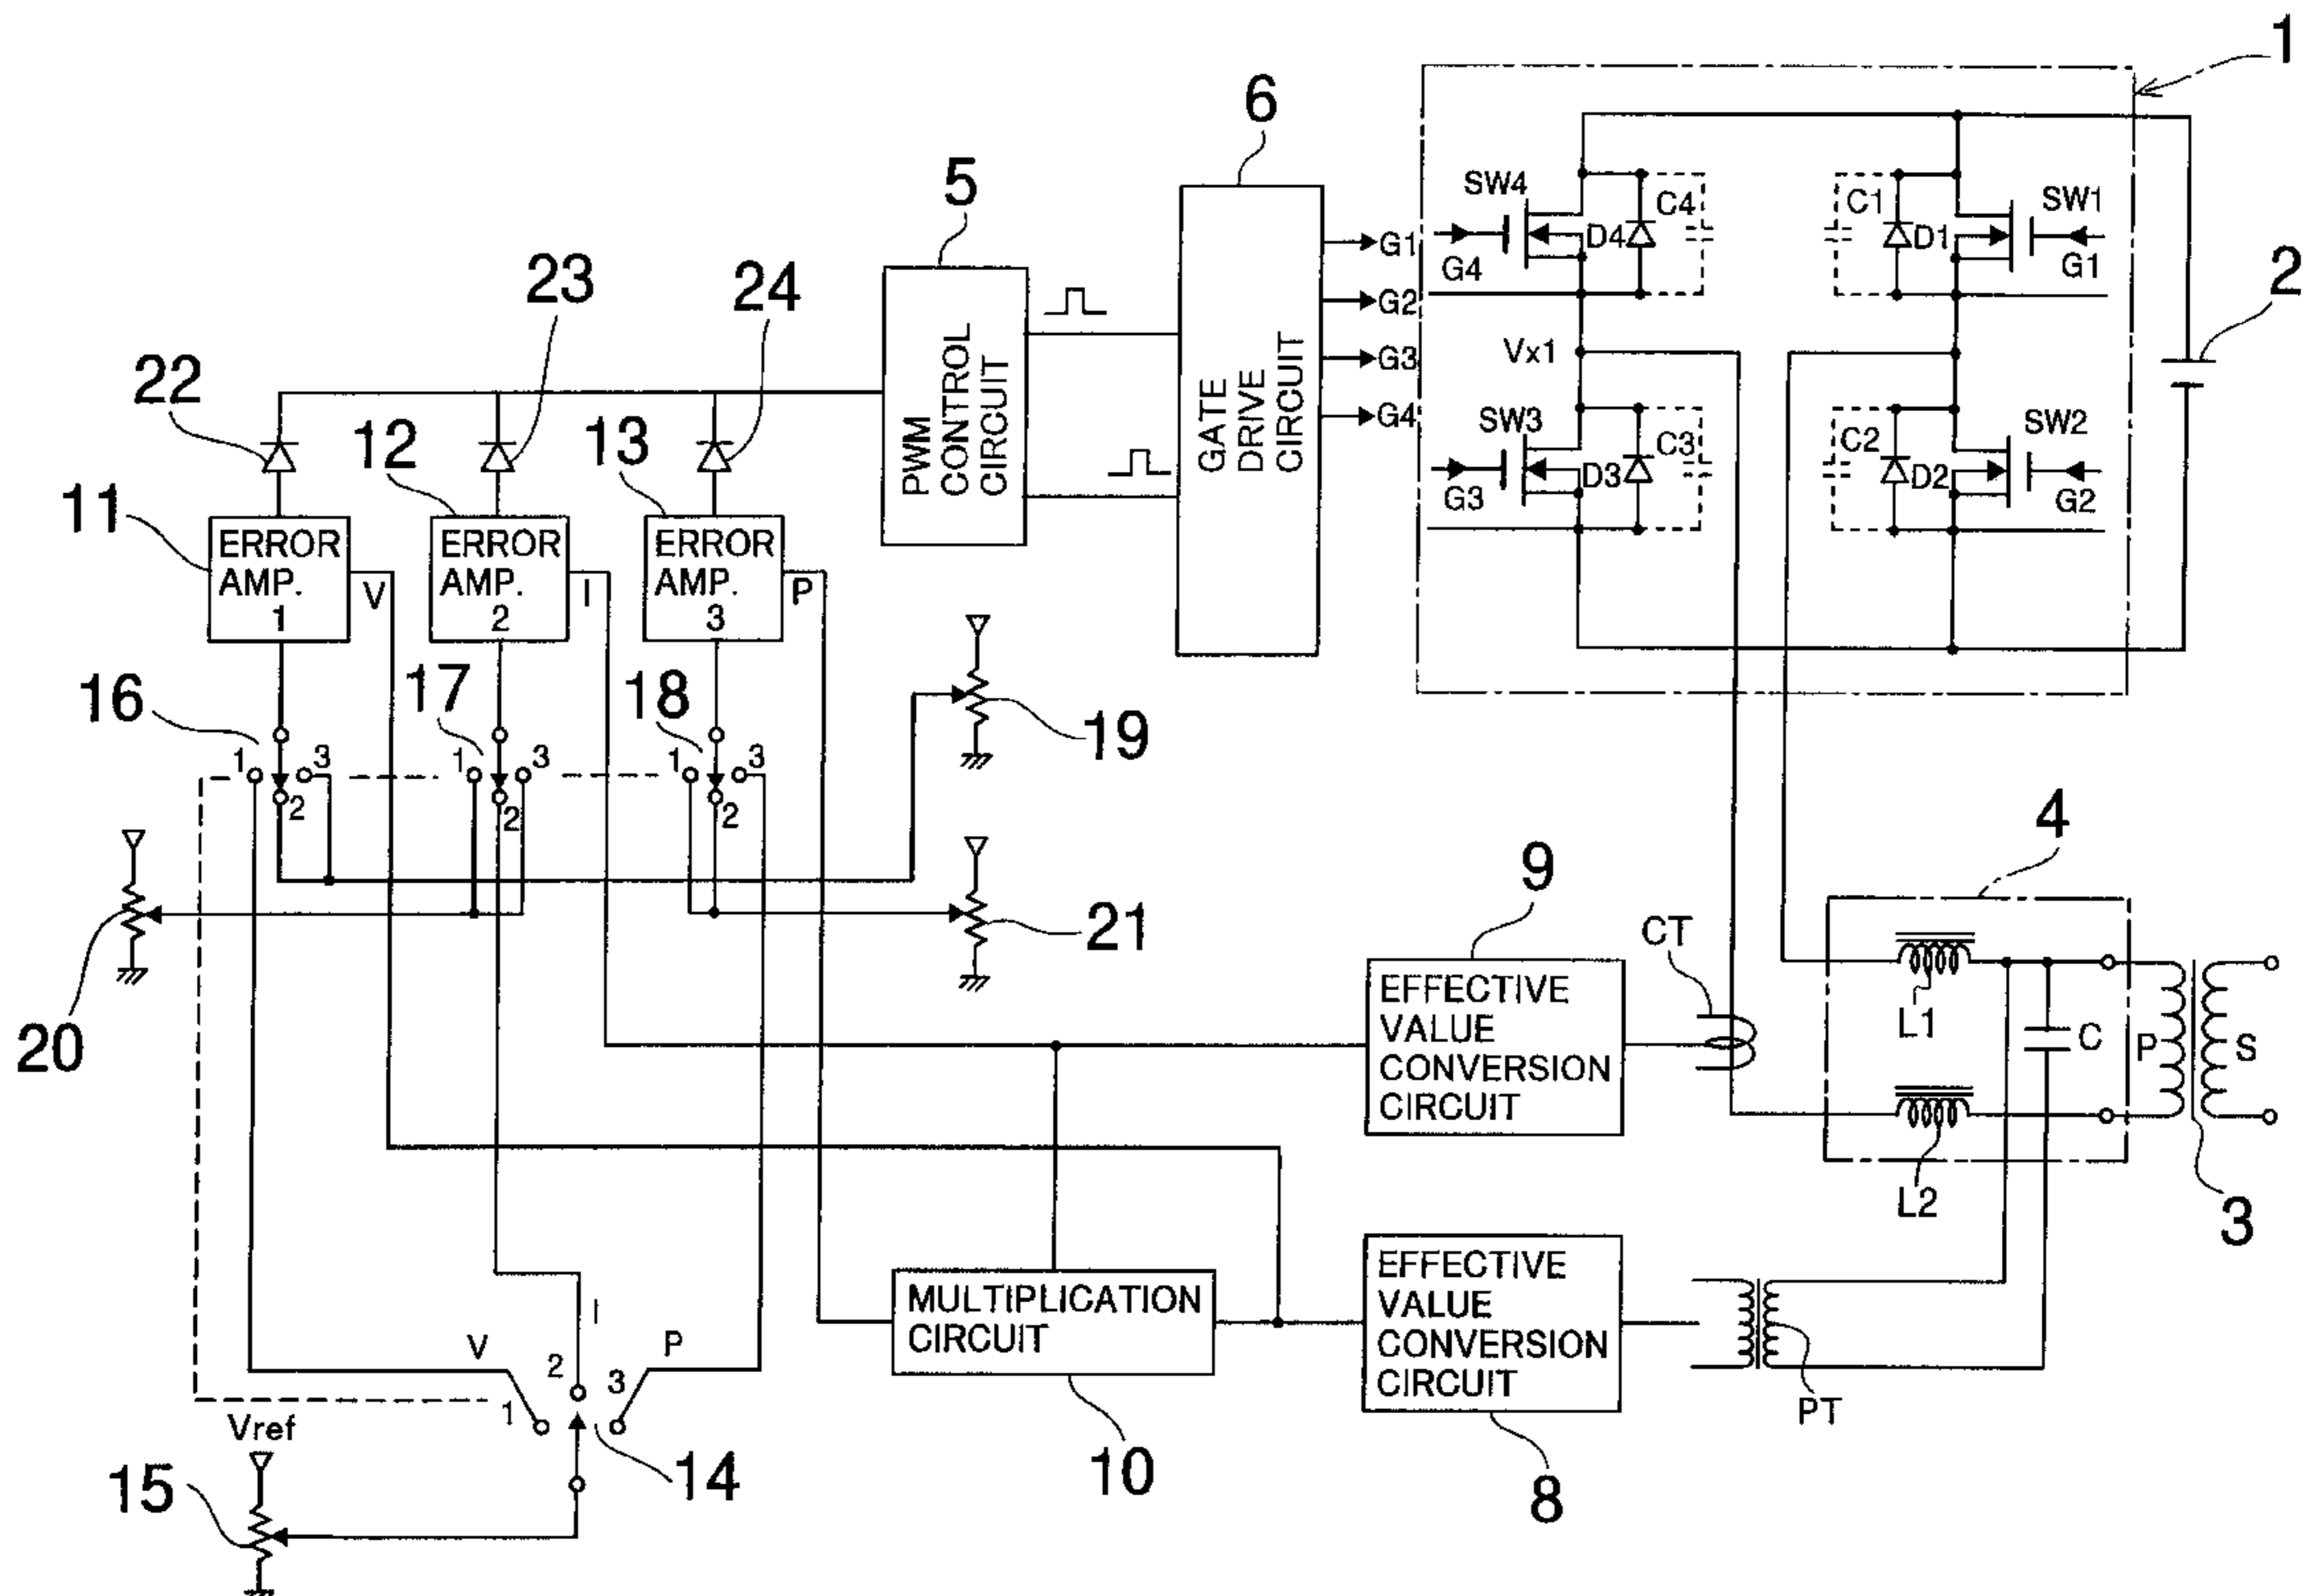 1
6
5
SW4
C4
C1
SW1
G1
D4
D1
G4
G1
2
23
24
G2
22
Vx1
G3
12
13
PWM CONTROL CIRCUIT
GATE DRIVE CIRCUIT
G4
SW3
C3
C2
SW2
G3
D3
D2
G2
11
ERROR
AMP.
1
V
ERROR
AMP.
2
I
ERROR
AMP.
3
P
16
17
18
19
1
3
2
1
3
2
1
3
2
4
9
20
21
CT
EFFECTIVE
VALUE
CONVERSION
CIRCUIT
L1
C
P
S
L2
3
EFFECTIVE
VALUE
CONVERSION
CIRCUIT
MULTIPLICATION
CIRCUIT
I
V
2
P
3
1
PT
Vref
14
10
8
15